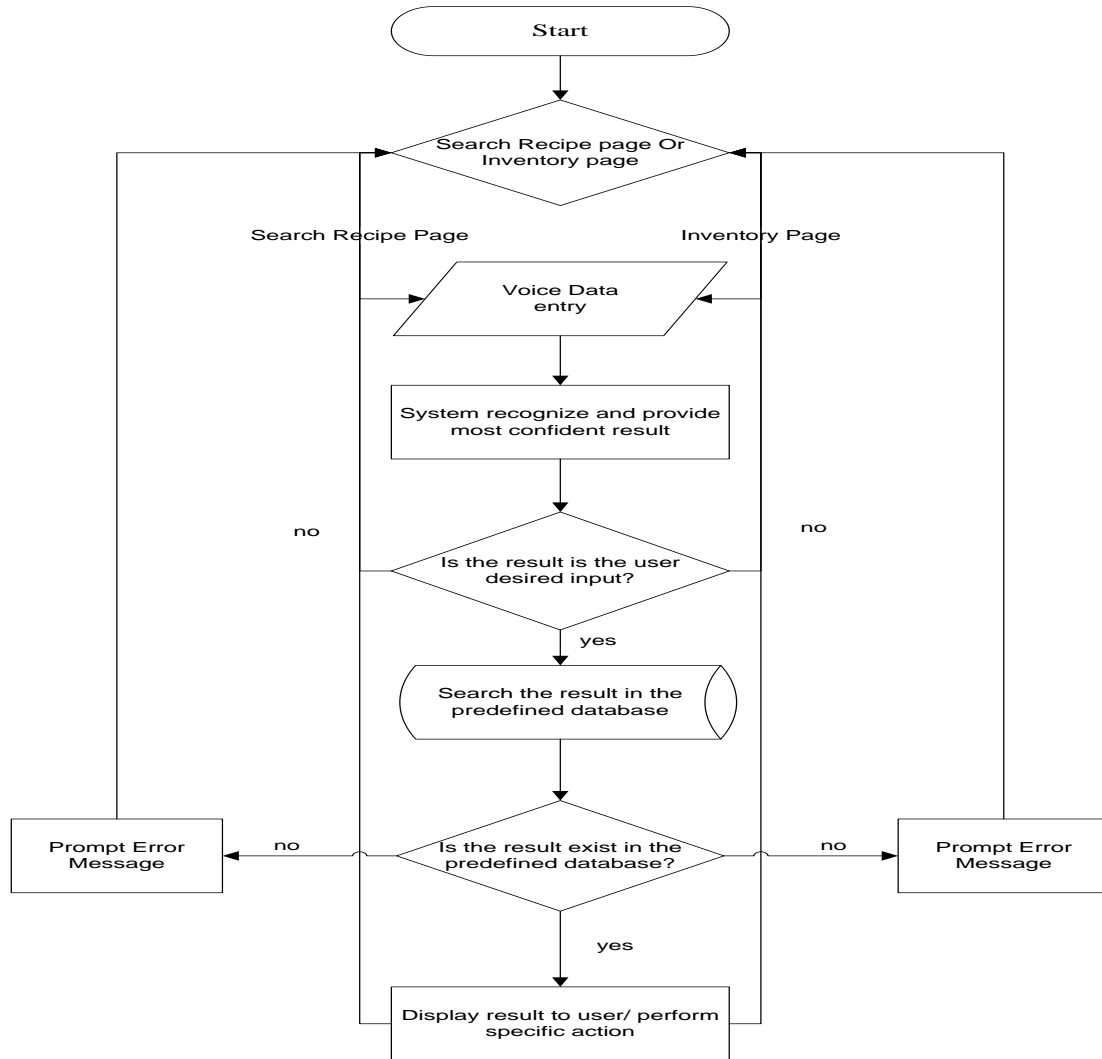 Start
Search Recipe page Or
Inventory page
Search Recipe Page
Inventory Page
Voice Data
entry
System recognize and provide
most confident result
no
no
Is the result is the user
desired input?
yes
Search the result in the
predefined database
Prompt Error
Message
no
Is the result exist in the
predefined database?
no
Prompt Error
Message
yes
Display result to user/ perform
specific action